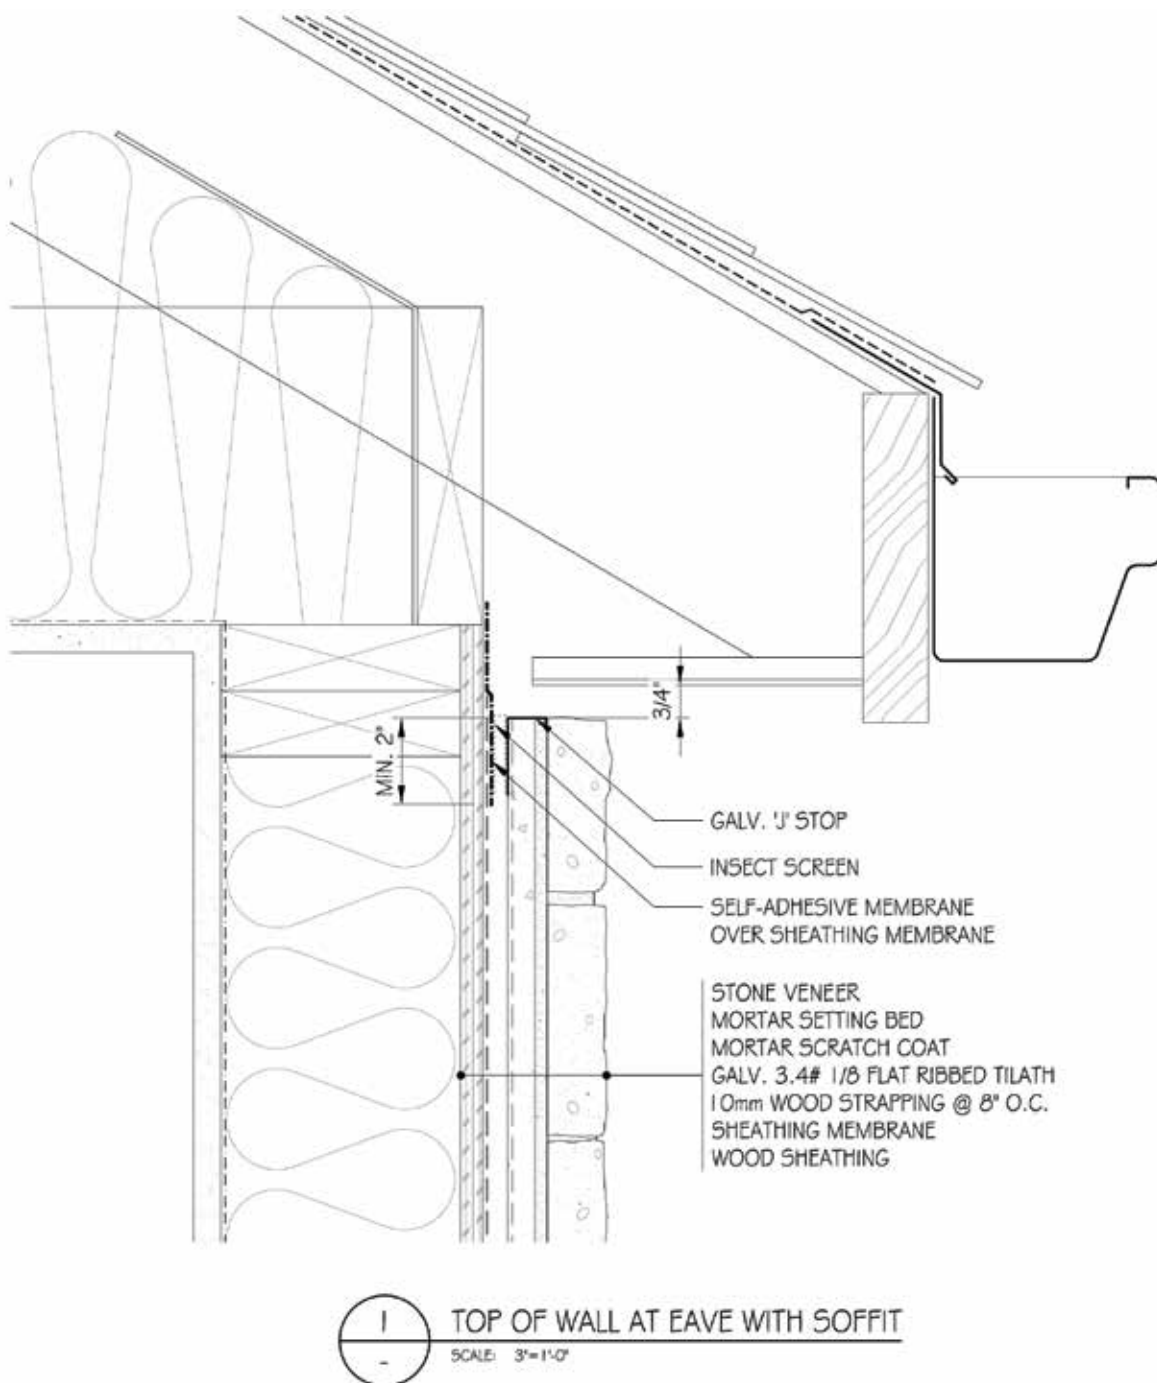 3/4"
MIN. 2"
GALV. 'J' STOP
INSECT SCREEN
SELF-ADHESIVE MEMBRANE
OVER SHEATHING MEMBRANE
STONE VENEER
MORTAR SETTING BED
MORTAR SCRATCH COAT
GALV. 3.4# 1/8 FLAT RIBBED TILATH
10mm WOOD STRAPPING @ 8" O.C.
SHEATHING MEMBRANE
WOOD SHEATHING
1
-
TOP OF WALL AT EAVE WITH SOFFIT
SCALE: 3"=1'-0"